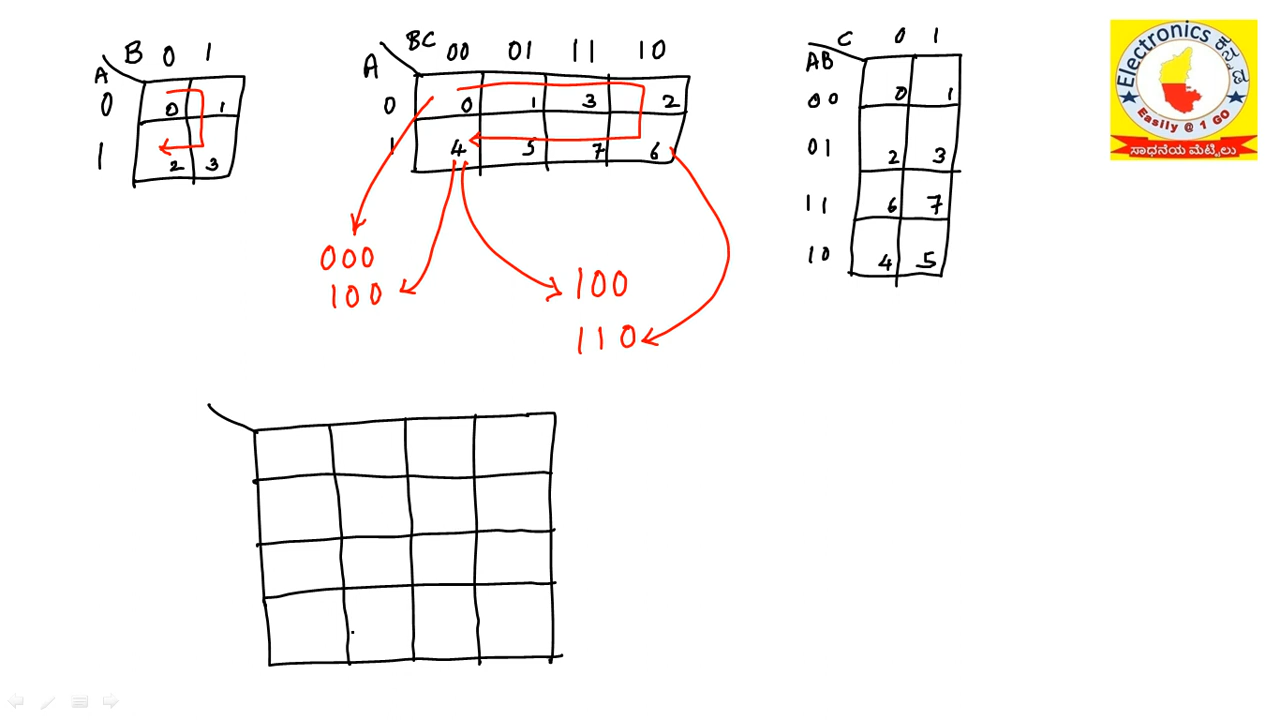 B 0 1
A
0 0 1
1 2 3
BC 00 01 11 10
A
0 0 1 3 2
1 4 5 7 6
000
100
100
110
C 0 1
AB
00 0 1
01 2 3
11 6 7
10 4 5
Electronics ಕನ್ನಡ
Easily @ 1 GO
ಸಾಧನೆಯ ಮೆಟ್ಟಿಲು